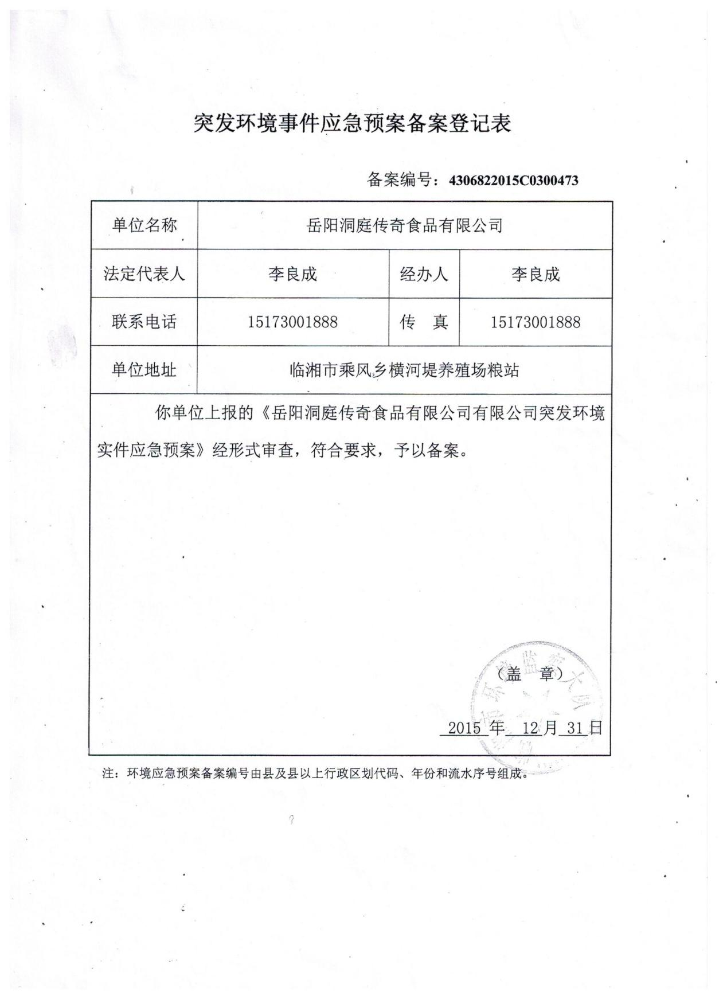 突发环境事件应急预案备案登记表
备案编号：4306822015C0300473
单位名称 岳阳洞庭传奇食品有限公司
法定代表人 李良成 经办人 李良成
联系电话 15173001888 传 真 15173001888
单位地址 临湘市乘风乡横河堤养殖场粮站
你单位上报的《岳阳洞庭传奇食品有限公司有限公司突发环境
实件应急预案》经形式审查，符合要求，予以备案。
市环境监察大队
（盖 章）
2015 年 12 月 31 日
注：环境应急预案备案编号由县及县以上行政区划代码、年份和流水序号组成。